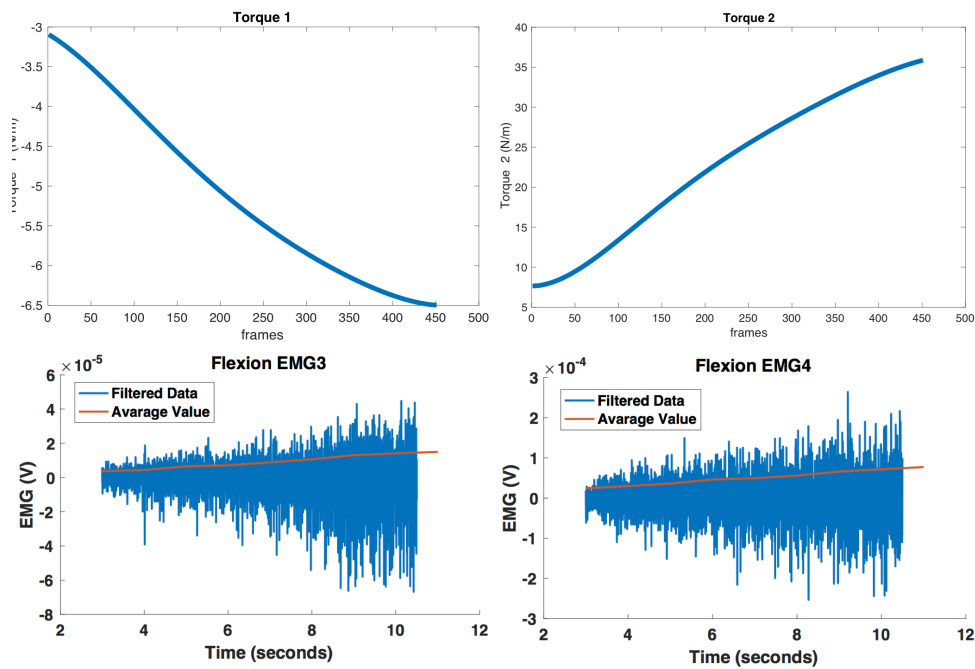 Torque 1
-3
-3.5
-4
-4.5
-5
-5.5
-6
-6.5
1 (N/m)
0 50 100 150 200 250 300 350 400 450 500
frames
Torque 2
40
35
30
25
20
15
10
5
Torque 2 (N/m)
0 50 100 150 200 250 300 350 400 450 500
frames
Flexion EMG3
×10-5
6
4
2
0
-2
-4
-6
-8
EMG (V)
Filtered Data
Avarage Value
2 4 6 8 10 12
Time (seconds)
Flexion EMG4
×10-4
3
2
1
0
-1
-2
-3
EMG (V)
Filtered Data
Avarage Value
2 4 6 8 10 12
Time (seconds)